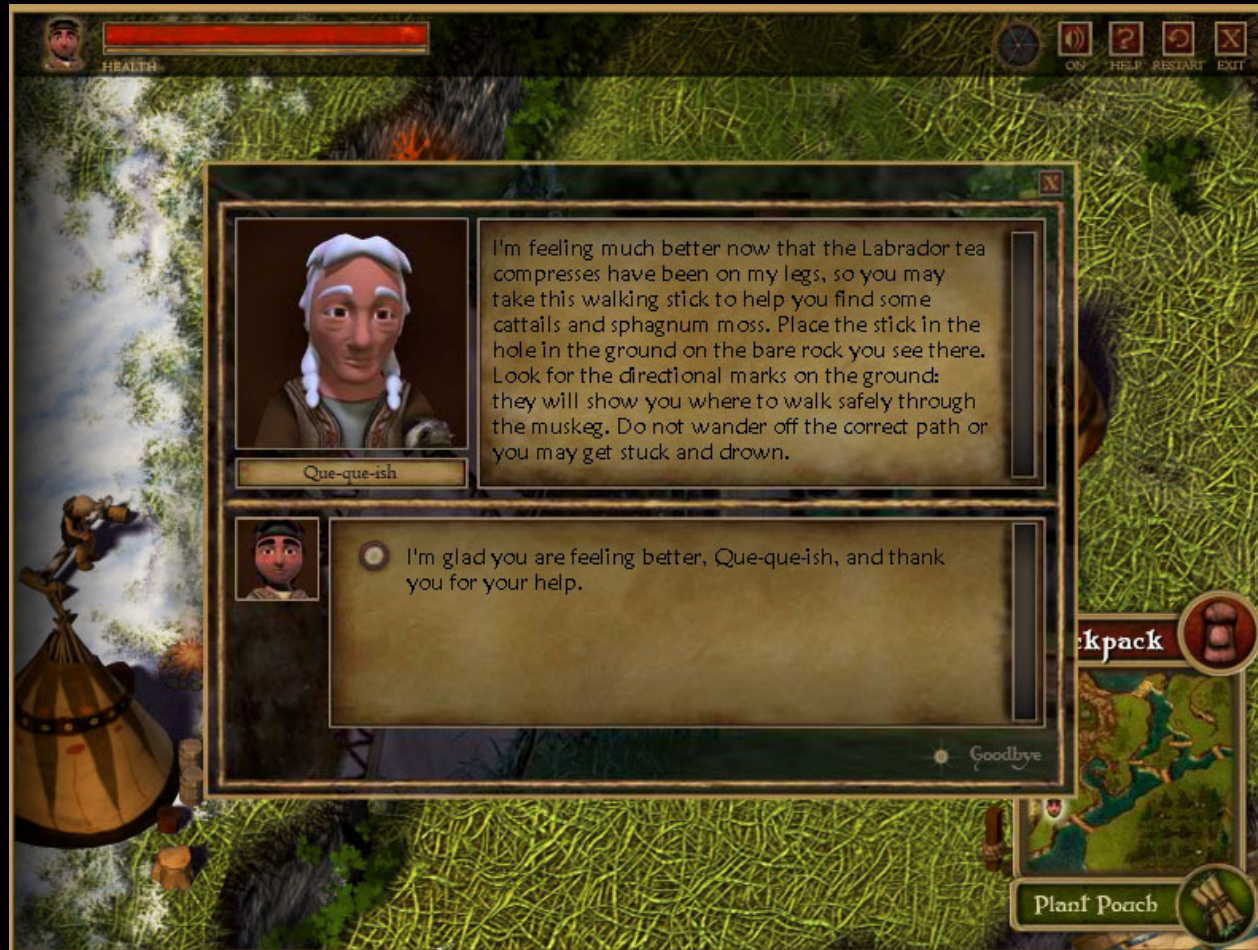 HEALTH
ON
HELP
RESTART
EXIT
X
X
I'm feeling much better now that the Labrador tea
compresses have been on my legs, so you may
take this walking stick to help you find some
cattails and sphagnum moss. Place the stick in the
hole in the ground on the bare rock you see there.
Look for the directional marks on the ground:
they will show you where to walk safely through
the muskeg. Do not wander off the correct path or
you may get stuck and drown.
Que-que-ish
I'm glad you are feeling better, Que-que-ish, and thank
you for your help.
ckpack
Goodbye
Plant Pouch